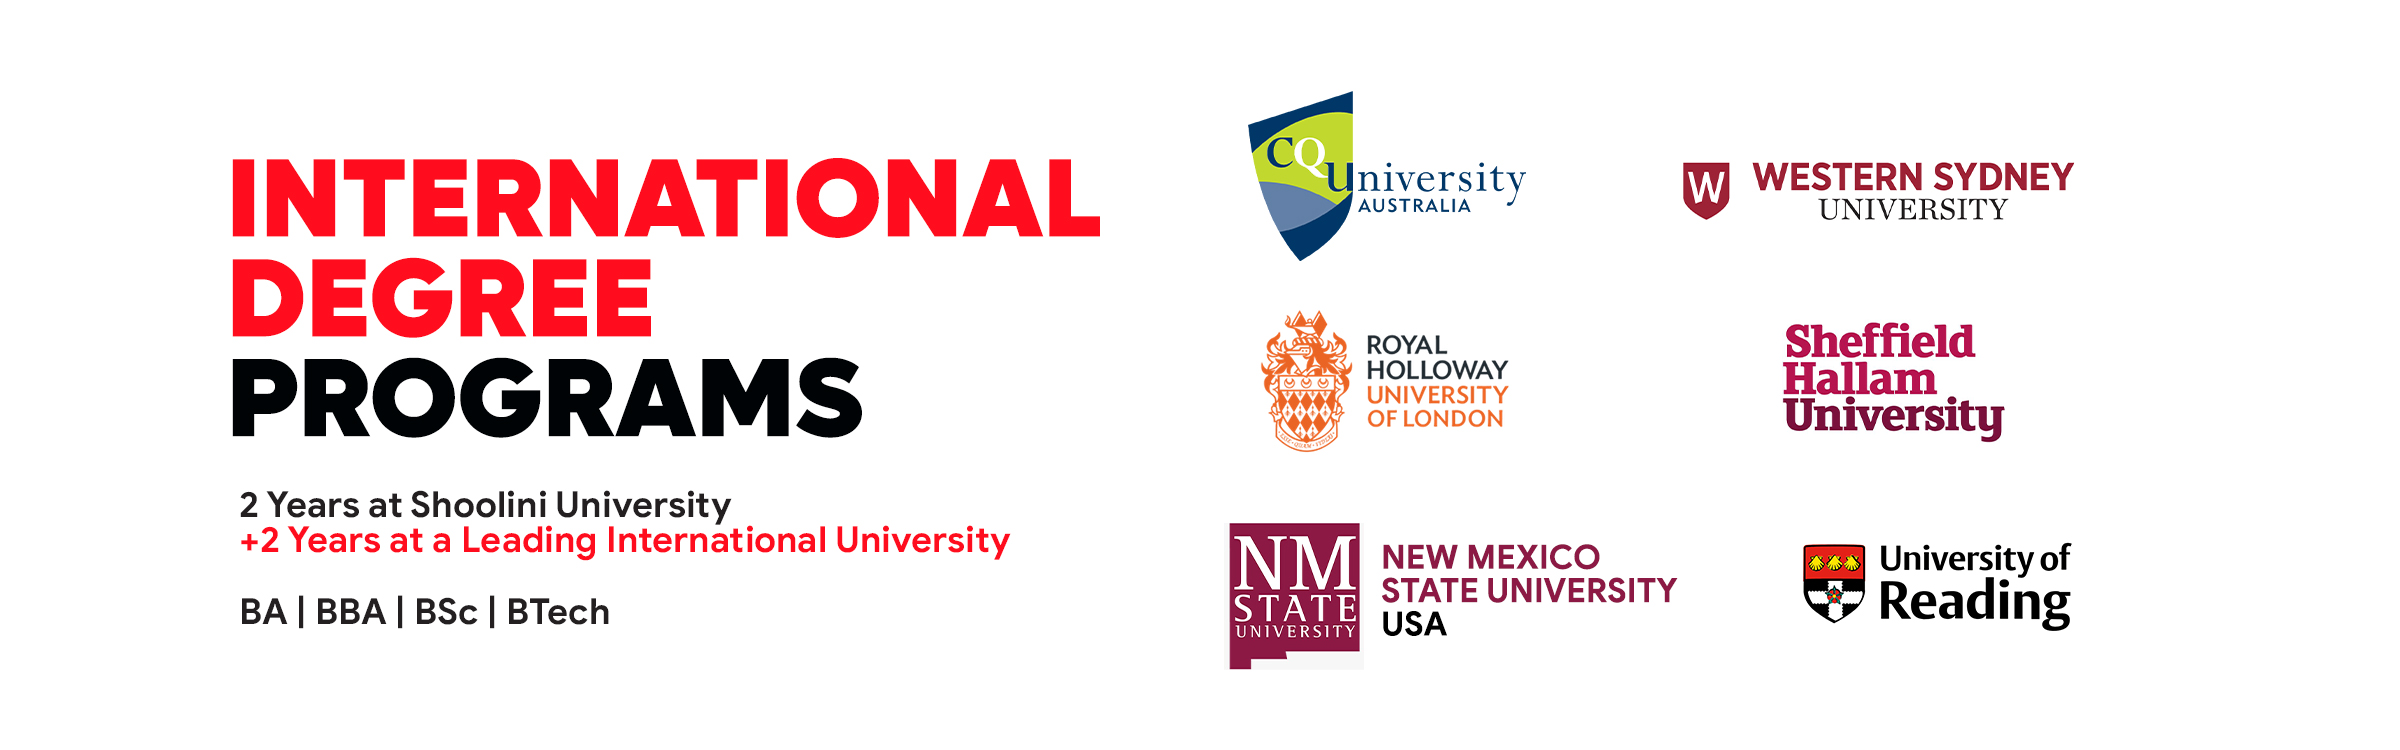 INTERNATIONAL
DEGREE
PROGRAMS
2 Years at Shoolini University
+2 Years at a Leading International University
BA | BBA | BSc | BTech
CQUniversity
AUSTRALIA
W
WESTERN SYDNEY
UNIVERSITY
ROYAL
HOLLOWAY
UNIVERSITY
OF LONDON
Sheffield
Hallam
University
NM
STATE
UNIVERSITY
NEW MEXICO
STATE UNIVERSITY
USA
University of
Reading